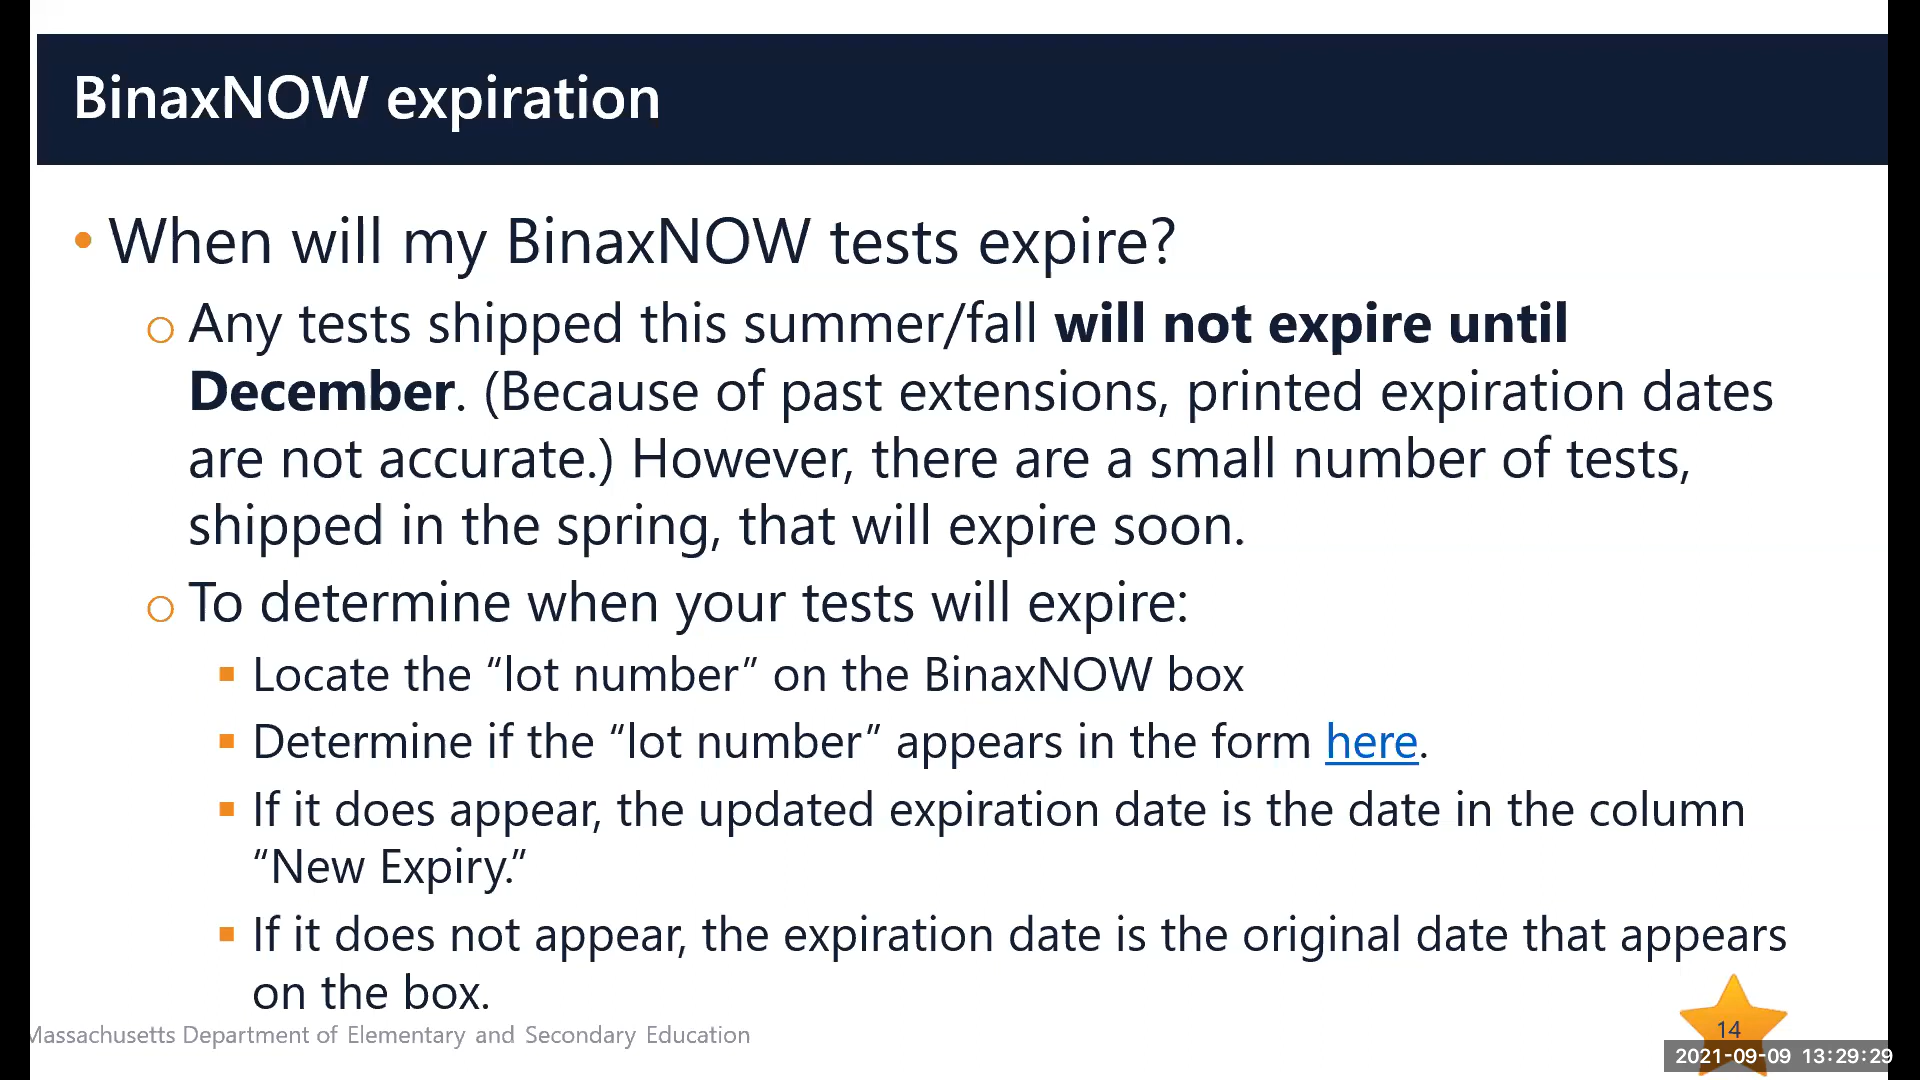 BinaxNOW expiration
• When will my BinaxNOW tests expire?
o Any tests shipped this summer/fall will not expire until
December. (Because of past extensions, printed expiration dates
are not accurate.) However, there are a small number of tests,
shipped in the spring, that will expire soon.
o To determine when your tests will expire:
▪ Locate the “lot number” on the BinaxNOW box
▪ Determine if the “lot number” appears in the form here.
▪ If it does appear, the updated expiration date is the date in the column
“New Expiry.”
▪ If it does not appear, the expiration date is the original date that appears
on the box.
Massachusetts Department of Elementary and Secondary Education
14
2021-09-09 13:29:29